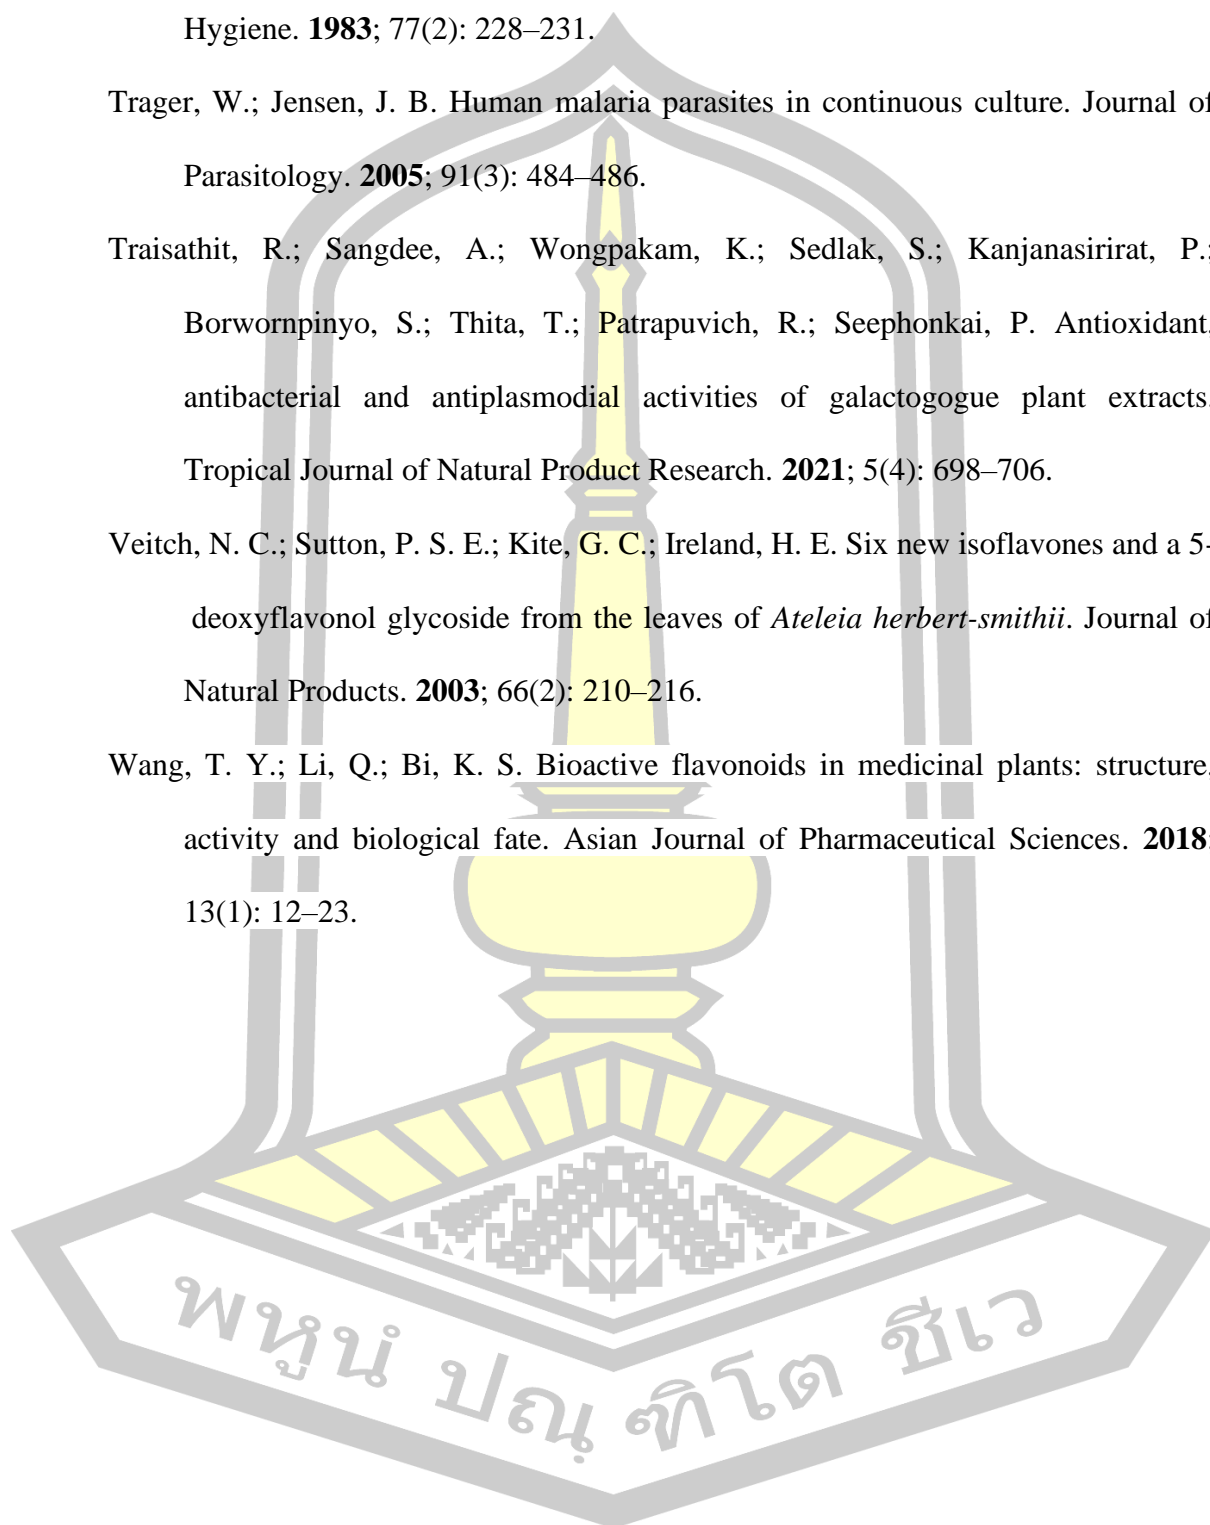 Hygiene. 1983; 77(2): 228–231.
Trager, W.; Jensen, J. B. Human malaria parasites in continuous culture. Journal of
Parasitology. 2005; 91(3): 484–486.
Traisathit, R.; Sangdee, A.; Wongpakam, K.; Sedlak, S.; Kanjanasirirat, P.;
Borwornpinyo, S.; Thita, T.; Patrapuvich, R.; Seephonkai, P. Antioxidant,
antibacterial and antiplasmodial activities of galactogogue plant extracts.
Tropical Journal of Natural Product Research. 2021; 5(4): 698–706.
Veitch, N. C.; Sutton, P. S. E.; Kite, G. C.; Ireland, H. E. Six new isoflavones and a 5-
deoxyflavonol glycoside from the leaves of Ateleia herbert-smithii. Journal of
Natural Products. 2003; 66(2): 210–216.
Wang, T. Y.; Li, Q.; Bi, K. S. Bioactive flavonoids in medicinal plants: structure,
activity and biological fate. Asian Journal of Pharmaceutical Sciences. 2018;
13(1): 12–23.
พหูนํ ปณฺฑิโต ชีเว